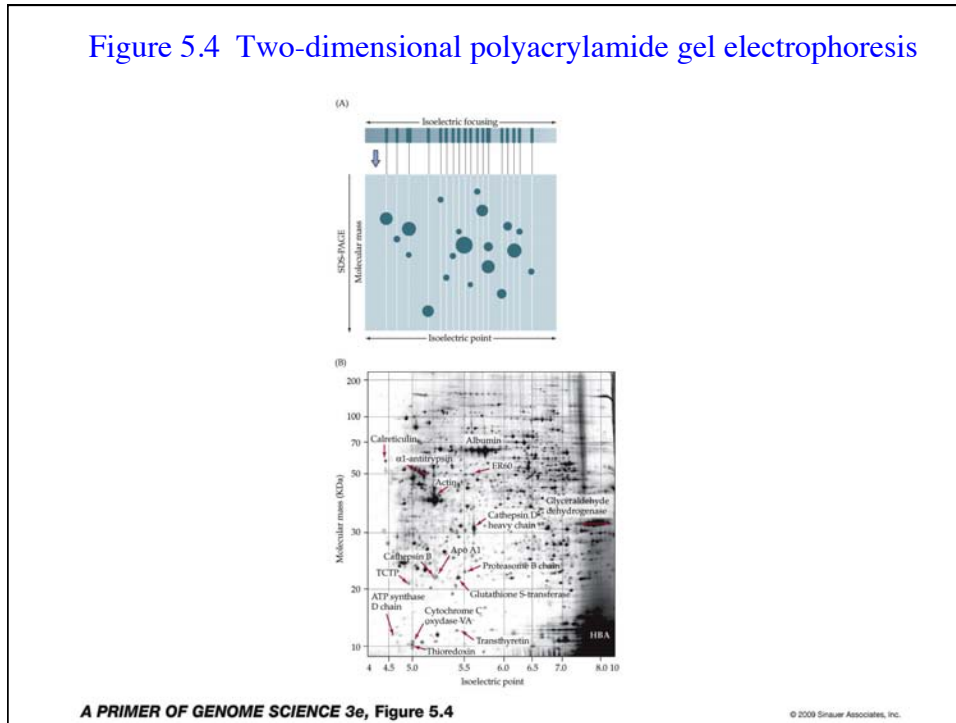 Figure 5.4 Two-dimensional polyacrylamide gel electrophoresis
(A)
Isoelectric focusing
SDS-PAGE
Molecular mass
Isoelectric point
(B)
200
100
70
50
30
20
10
Molecular mass (KDa)
Calreticulin
Albumin
α1-antitrypsin
ER60
Actin
Glyceraldehyde
dehydrogenase
Cathepsin D
heavy chain
Cathepsin B
Apo A1
TCTP
Proteasome B chain
Glutathione S-transferase
ATP synthase
D chain
Cytochrome C
oxydase-VA
Transthyretin
Thioredoxin
HBA
4 4.5 5.0 5.5 6.0 6.5 7.0 8.0 10
Isoelectric point
A PRIMER OF GENOME SCIENCE 3e, Figure 5.4
© 2009 Sinauer Associates, Inc.